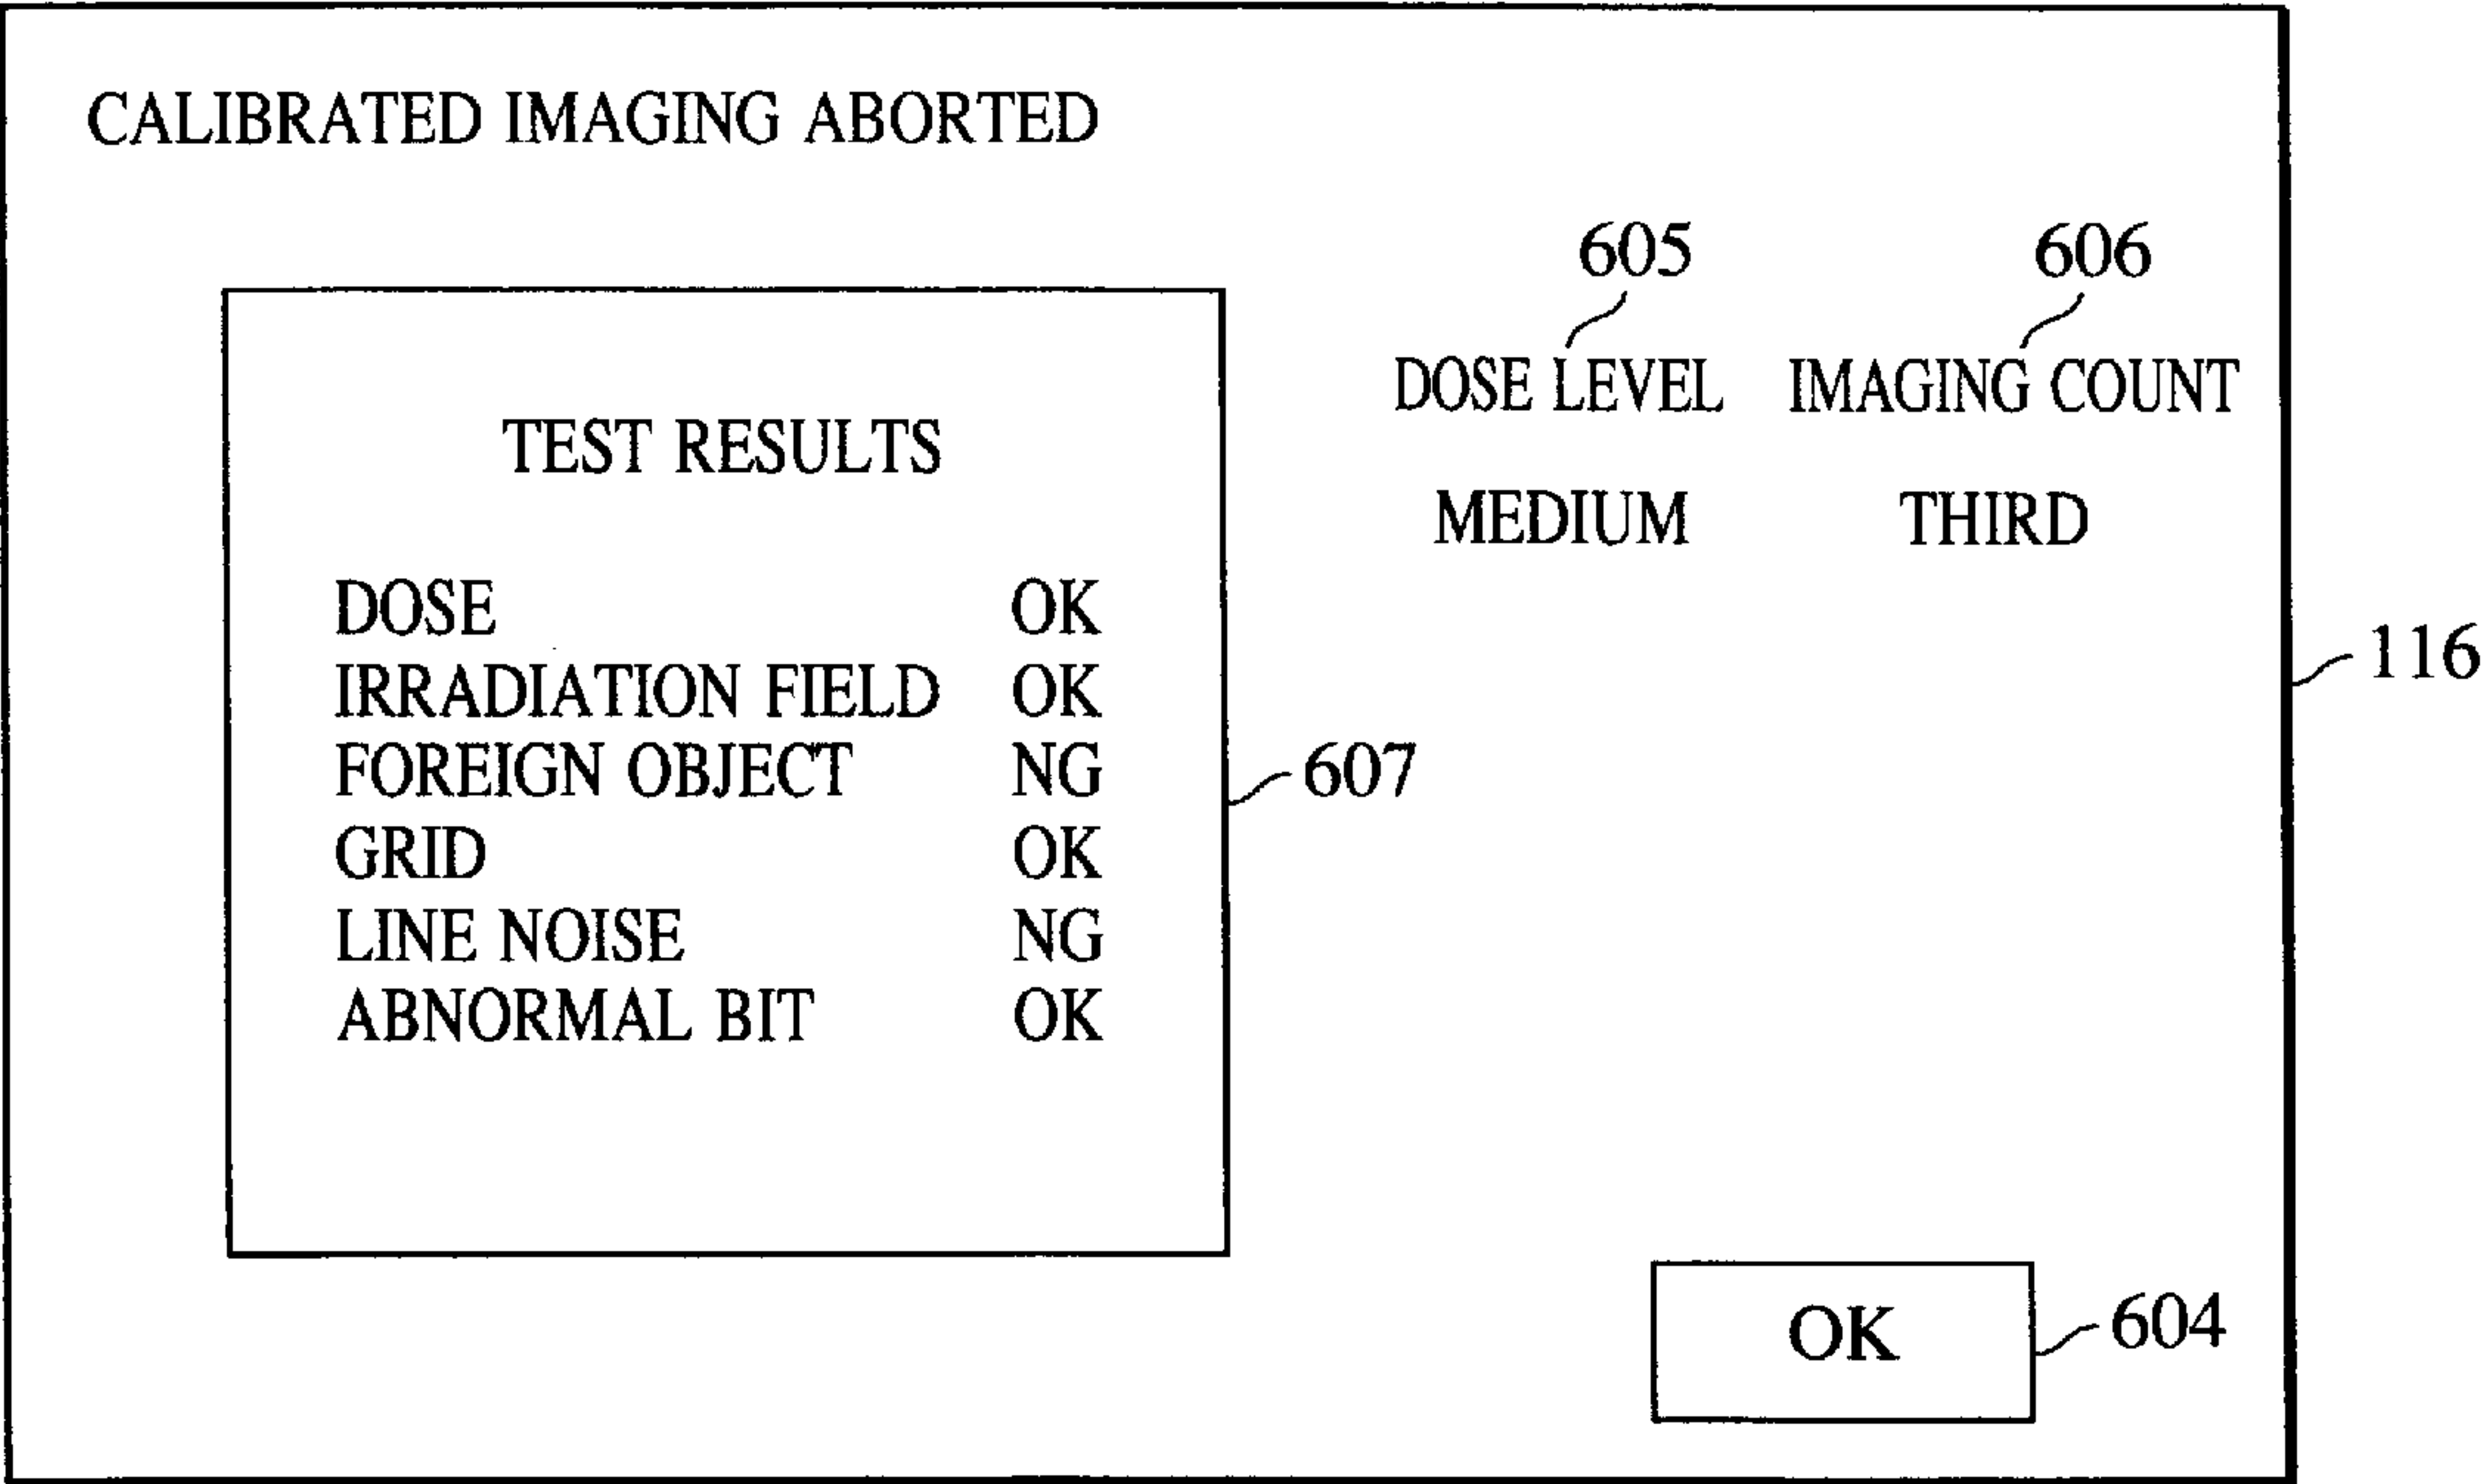 CALIBRATED IMAGING ABORTED
605 606
DOSE LEVEL IMAGING COUNT
MEDIUM THIRD
TEST RESULTS
DOSE OK
IRRADIATION FIELD OK
FOREIGN OBJECT NG
GRID OK
LINE NOISE NG
ABNORMAL BIT OK
607
116
OK
604